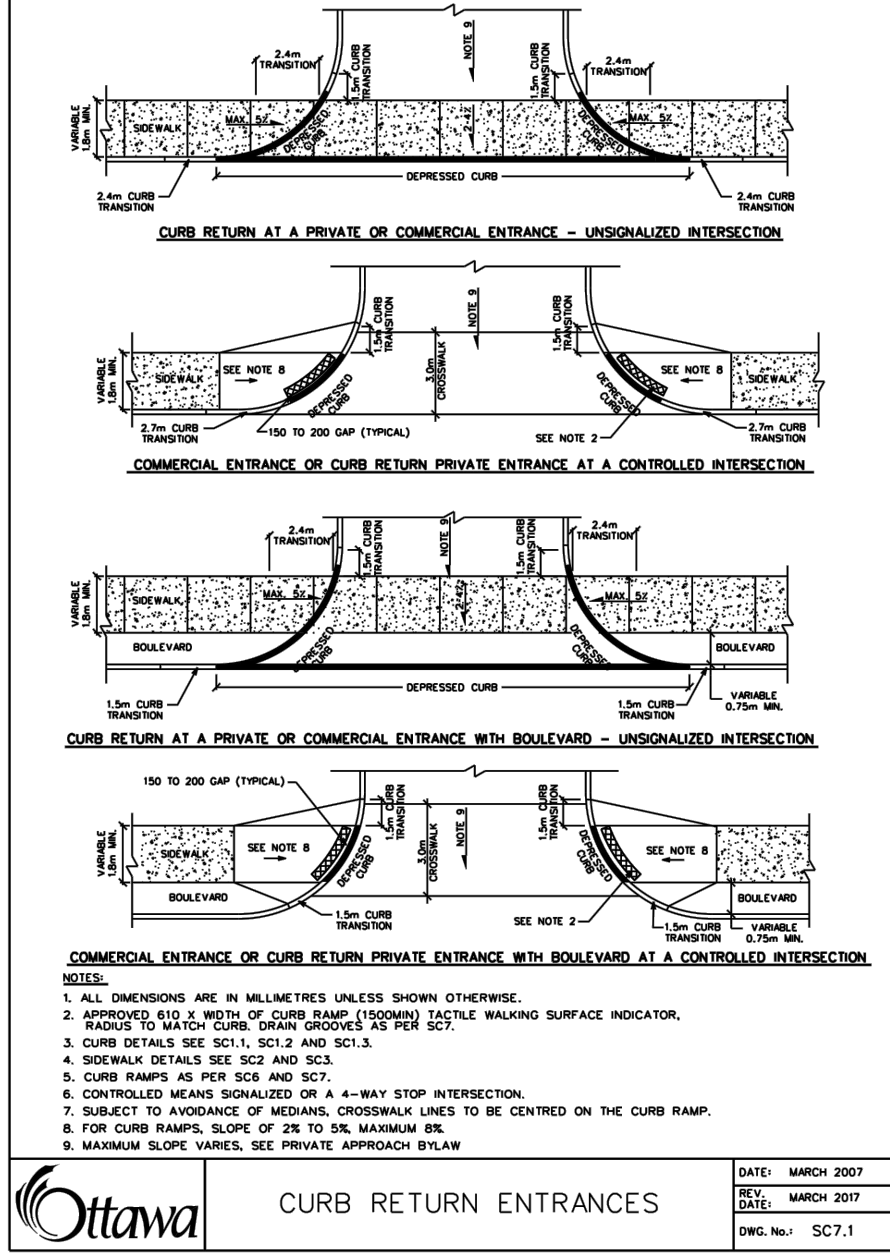 2.4m
TRANSITION
1.5m CURB
TRANSITION
NOTE 9
1.5m CURB
TRANSITION
2.4m
TRANSITION
VARIABLE
1.8m MIN.
SIDEWALK
MAX. 5%
DEPRESSED
CURB
2-4%
DEPRESSED
CURB
MAX. 5%
DEPRESSED CURB
2.4m CURB
TRANSITION
2.4m CURB
TRANSITION
CURB RETURN AT A PRIVATE OR COMMERCIAL ENTRANCE - UNSIGNALIZED INTERSECTION
1.5m CURB
TRANSITION
3.0m
CROSSWALK
NOTE 9
1.5m CURB
TRANSITION
VARIABLE
1.8m MIN.
SIDEWALK
SEE NOTE 8
DEPRESSED
CURB
DEPRESSED
CURB
SEE NOTE 8
SIDEWALK
2.7m CURB
TRANSITION
150 TO 200 GAP (TYPICAL)
SEE NOTE 2
2.7m CURB
TRANSITION
COMMERCIAL ENTRANCE OR CURB RETURN PRIVATE ENTRANCE AT A CONTROLLED INTERSECTION
2.4m
TRANSITION
1.5m CURB
TRANSITION
NOTE 9
1.5m CURB
TRANSITION
2.4m
TRANSITION
VARIABLE
1.8m MIN.
SIDEWALK
MAX. 5%
2-4%
MAX. 5%
BOULEVARD
DEPRESSED
CURB
DEPRESSED
CURB
BOULEVARD
DEPRESSED CURB
1.5m CURB
TRANSITION
1.5m CURB
TRANSITION
VARIABLE
0.75m MIN.
CURB RETURN AT A PRIVATE OR COMMERCIAL ENTRANCE WITH BOULEVARD - UNSIGNALIZED INTERSECTION
150 TO 200 GAP (TYPICAL)
1.5m CURB
TRANSITION
3.0m
CROSSWALK
NOTE 9
1.5m CURB
TRANSITION
VARIABLE
1.8m MIN.
SIDEWALK
SEE NOTE 8
DEPRESSED
CURB
DEPRESSED
CURB
SEE NOTE 8
SIDEWALK
BOULEVARD
BOULEVARD
1.5m CURB
TRANSITION
SEE NOTE 2
1.5m CURB
TRANSITION
VARIABLE
0.75m MIN.
COMMERCIAL ENTRANCE OR CURB RETURN PRIVATE ENTRANCE WITH BOULEVARD AT A CONTROLLED INTERSECTION
NOTES:
1. ALL DIMENSIONS ARE IN MILLIMETRES UNLESS SHOWN OTHERWISE.
2. APPROVED 610 X WIDTH OF CURB RAMP (1500MIN) TACTILE WALKING SURFACE INDICATOR,
RADIUS TO MATCH CURB. DRAIN GROOVES AS PER SC7.
3. CURB DETAILS SEE SC1.1, SC1.2 AND SC1.3.
4. SIDEWALK DETAILS SEE SC2 AND SC3.
5. CURB RAMPS AS PER SC6 AND SC7.
6. CONTROLLED MEANS SIGNALIZED OR A 4-WAY STOP INTERSECTION.
7. SUBJECT TO AVOIDANCE OF MEDIANS, CROSSWALK LINES TO BE CENTRED ON THE CURB RAMP.
8. FOR CURB RAMPS, SLOPE OF 2% TO 5%, MAXIMUM 8%.
9. MAXIMUM SLOPE VARIES, SEE PRIVATE APPROACH BYLAW
Ottawa
CURB RETURN ENTRANCES
DATE: MARCH 2007
REV.
DATE: MARCH 2017
DWG. No.: SC7.1